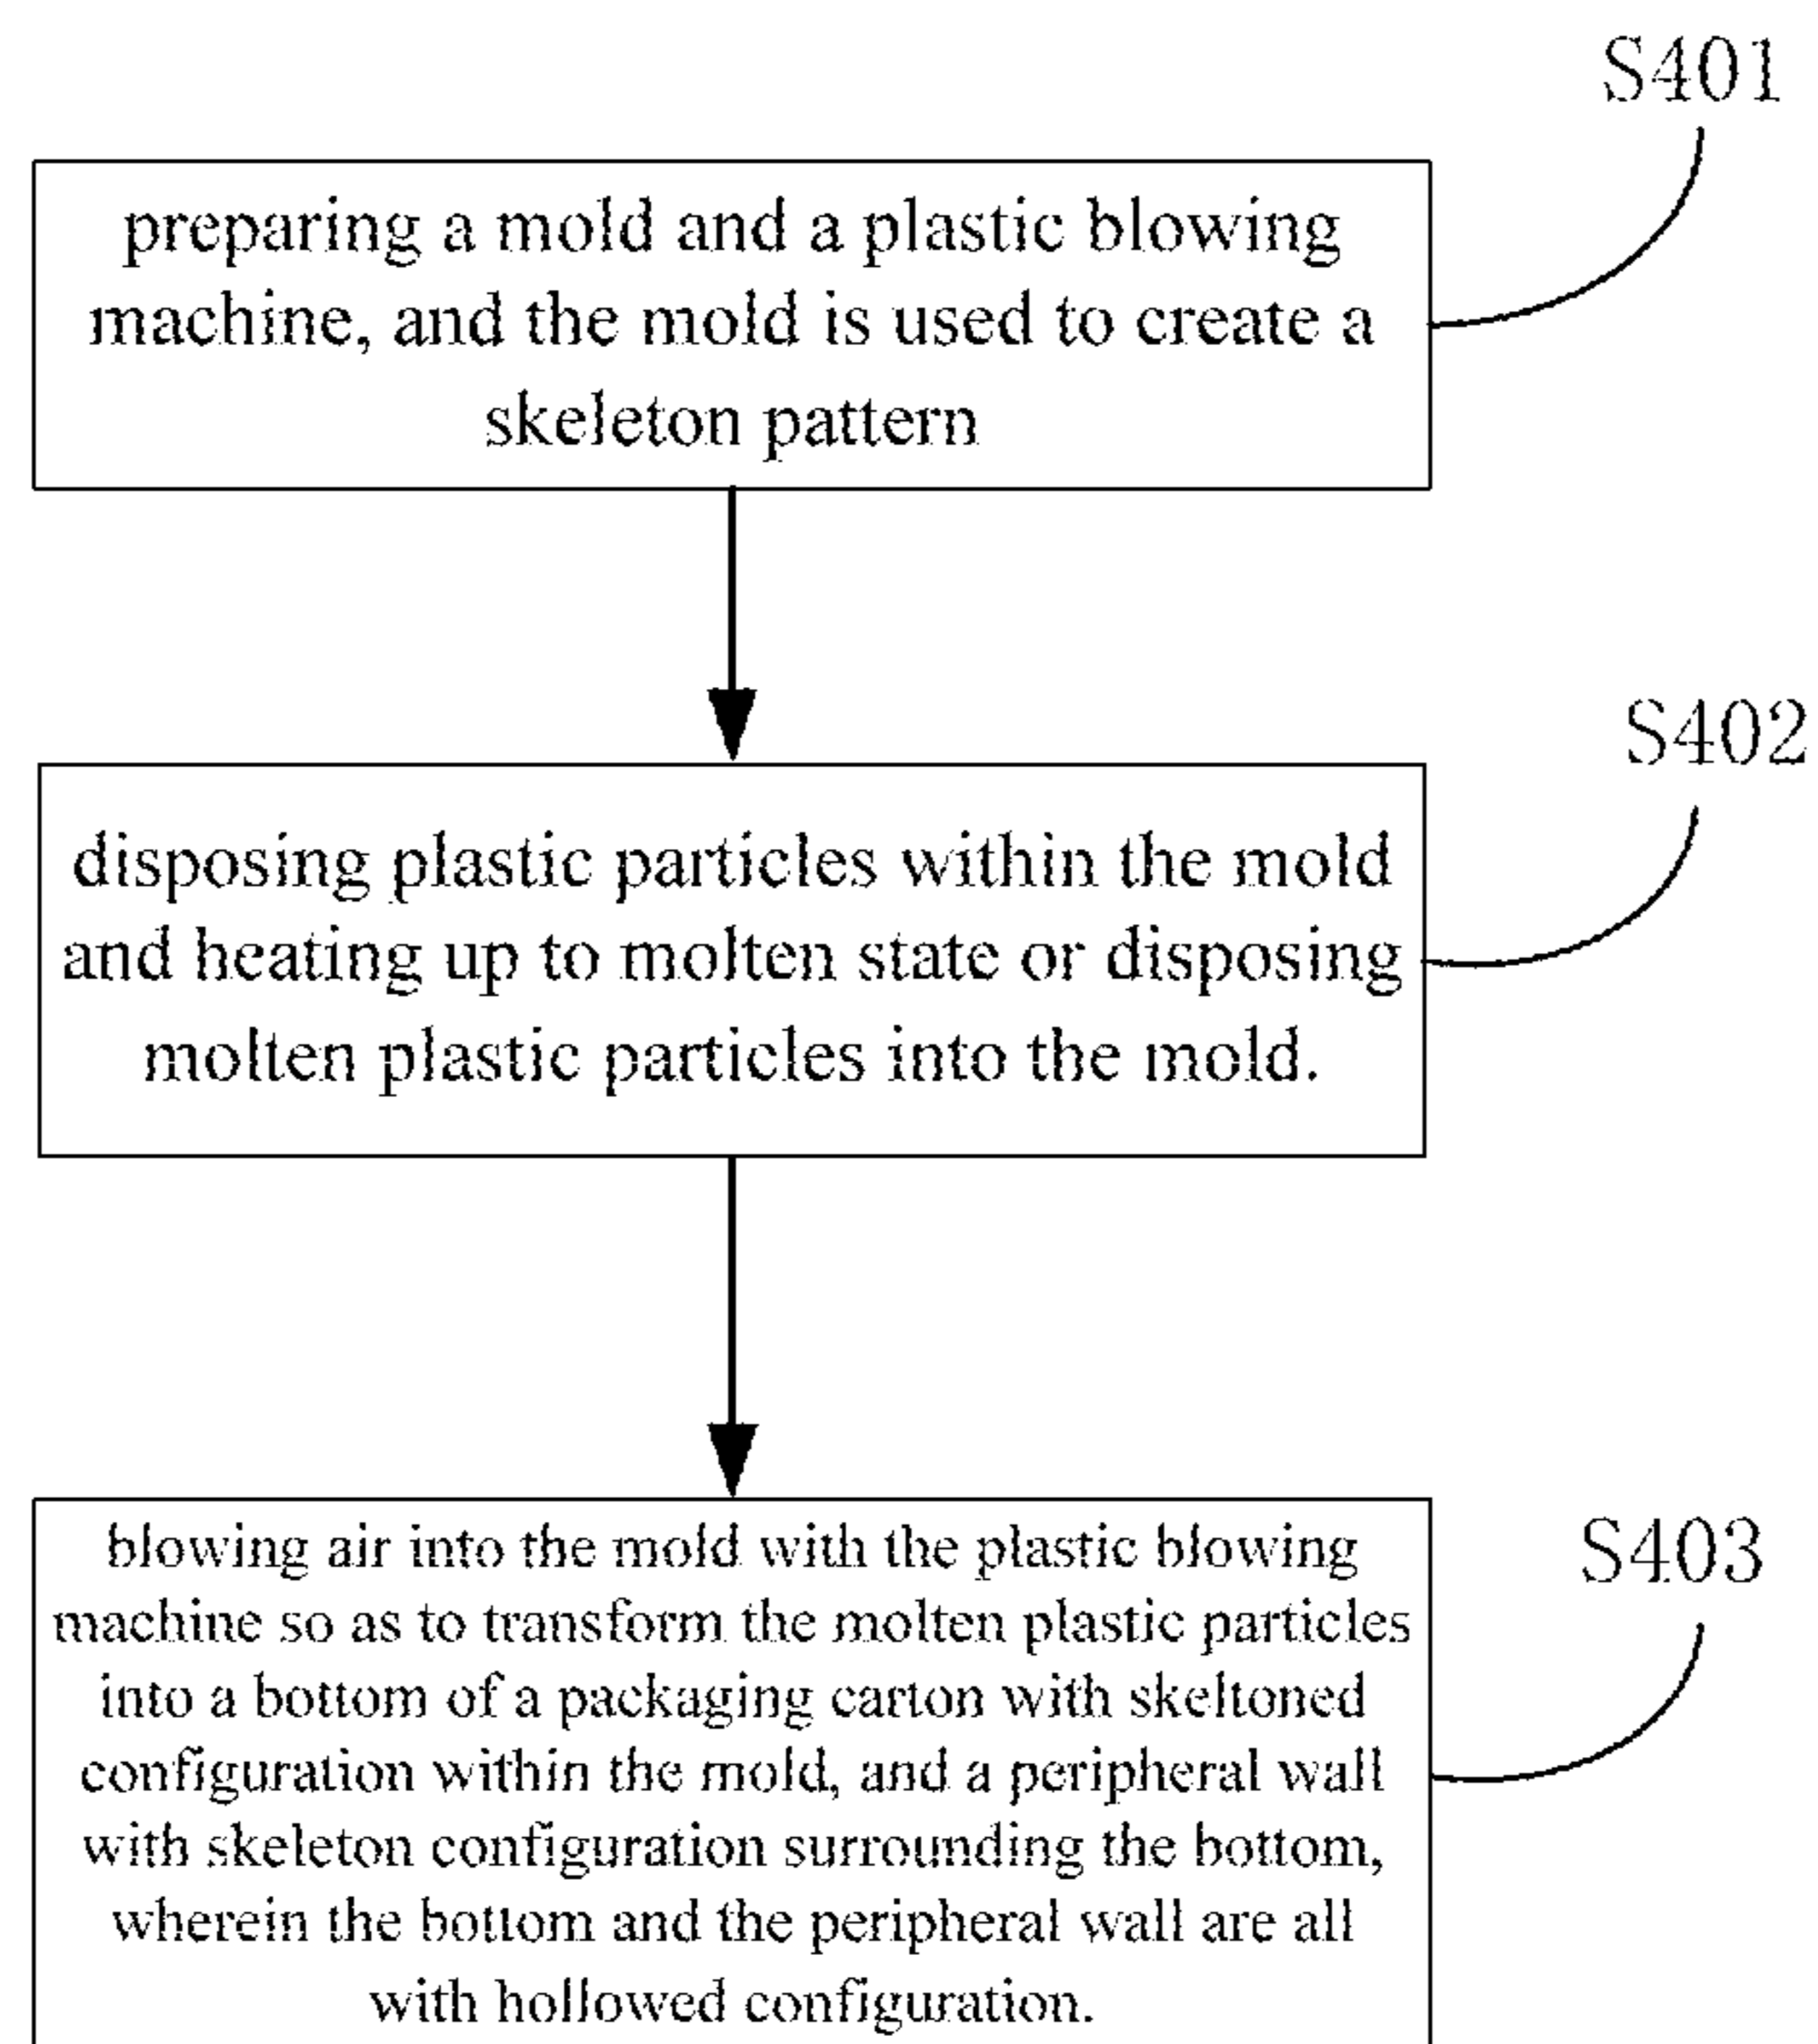 S401
preparing a mold and a plastic blowing
machine, and the mold is used to create a
skeleton pattern
S402
disposing plastic particles within the mold
and heating up to molten state or disposing
molten plastic particles into the mold.
S403
blowing air into the mold with the plastic blowing
machine so as to transform the molten plastic particles
into a bottom of a packaging carton with skeltoned
configuration within the mold, and a peripheral wall
with skeleton configuration surrounding the bottom,
wherein the bottom and the peripheral wall are all
with hollowed configuration.